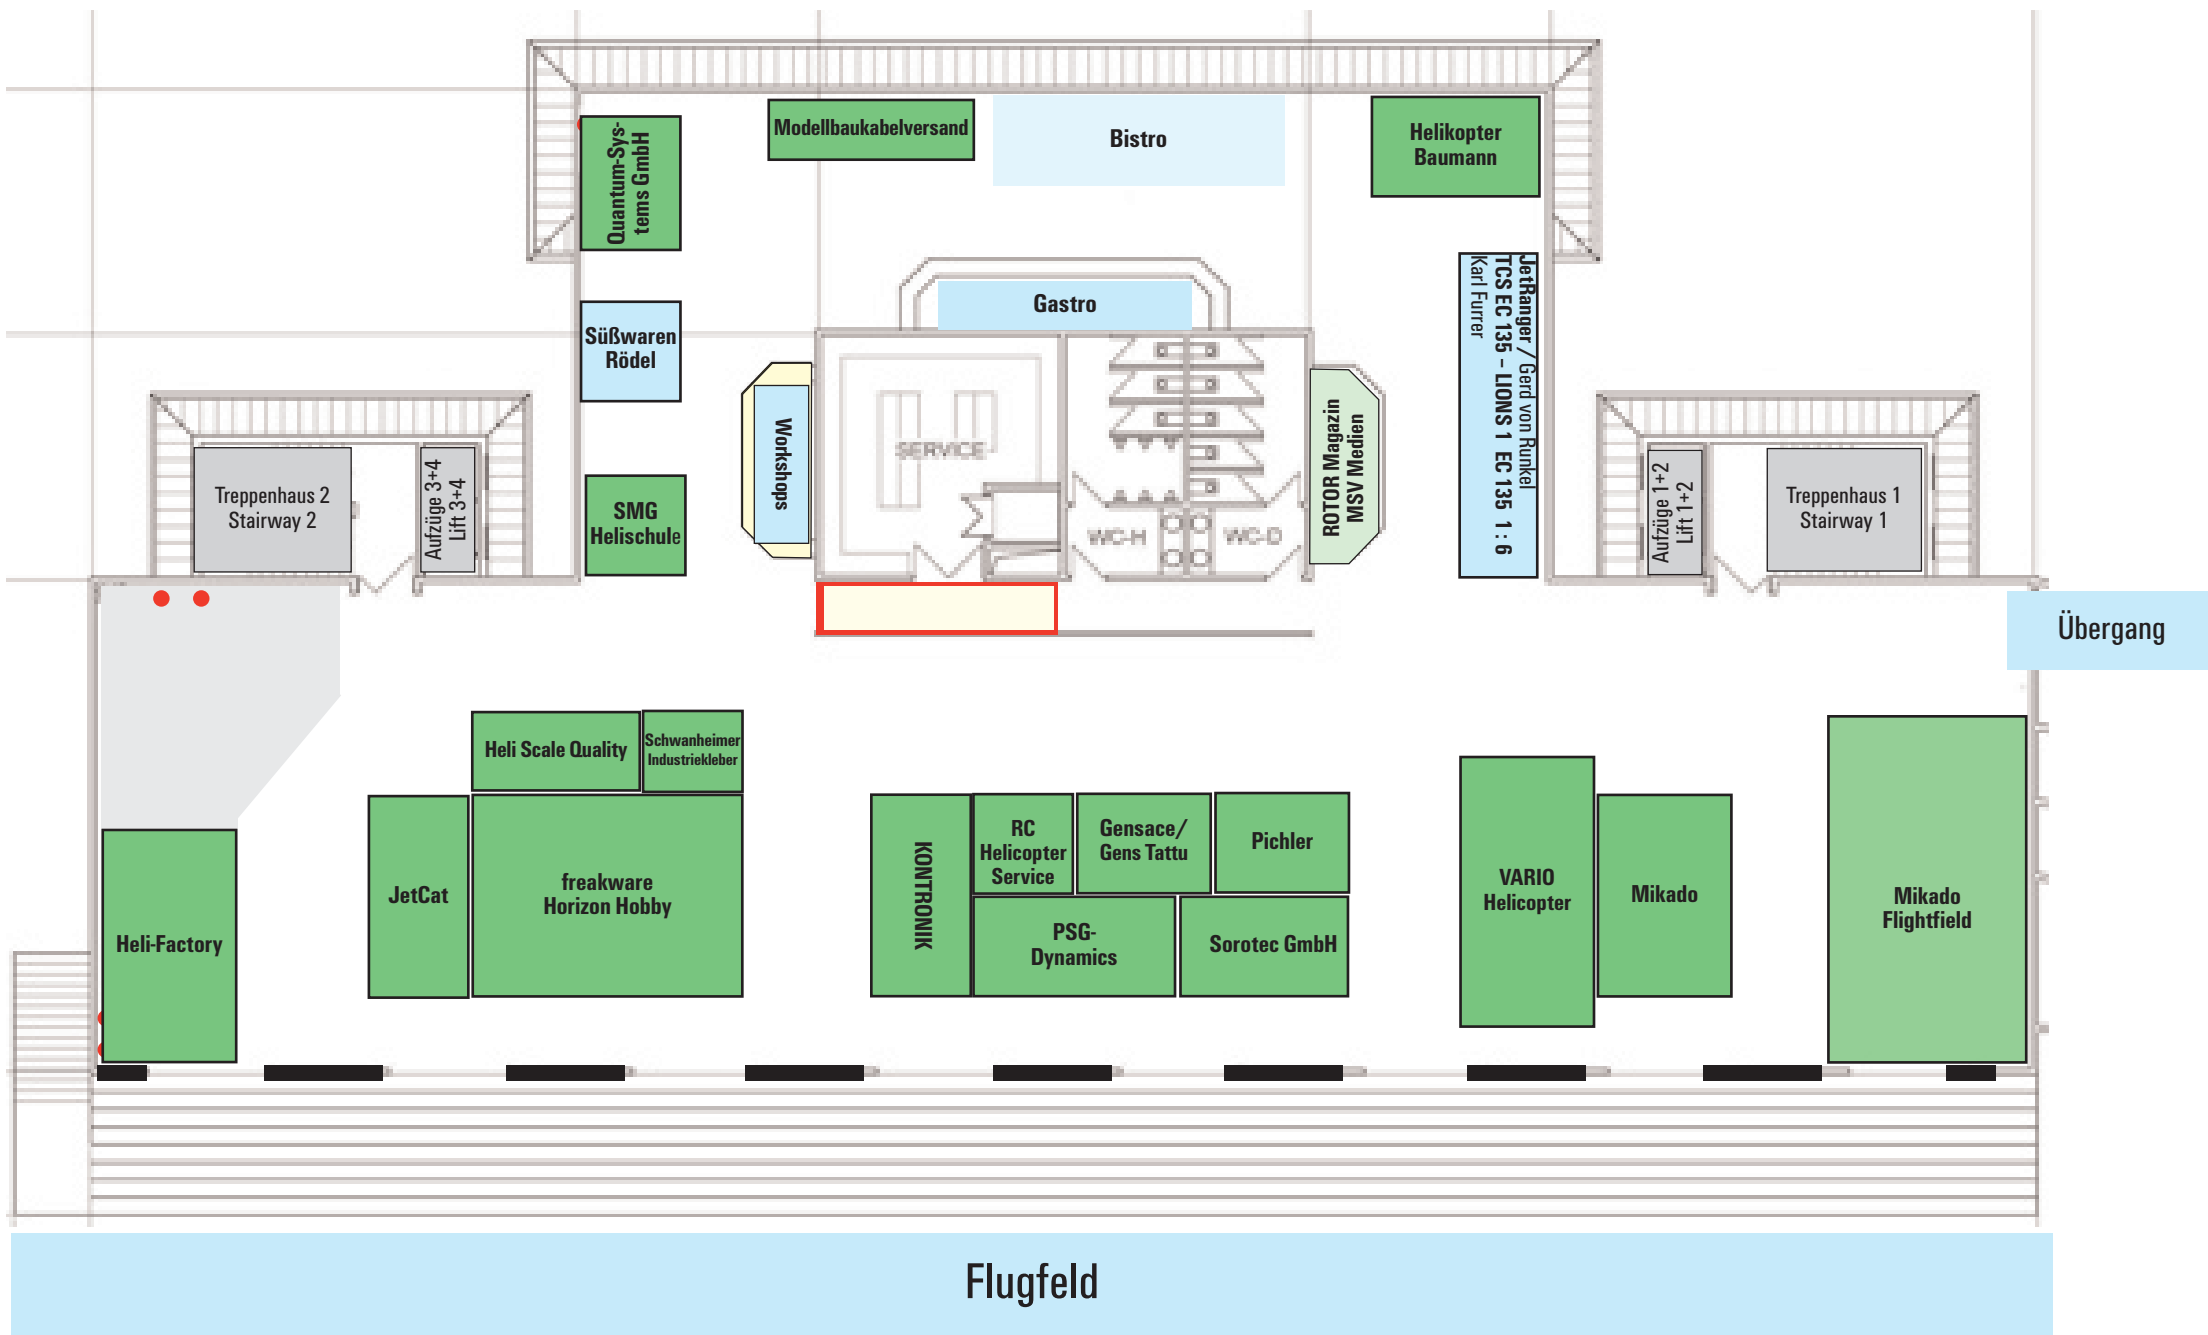 Quantum-Sys-
tems GmbH
Modellbaukabelversand
Bistro
Helikopter
Baumann
Süßwaren
Rödel
Gastro
JetRanger / Gerd von Runkel
TCS EC 135 – LIONS 1 EC 135 1 : 6
Karl Furrer
Workshops
SERVICE
WC-H
WC-D
ROTOR Magazin
MSV Medien
Treppenhaus 2
Stairway 2
Aufzüge 3+4
Lift 3+4
SMG
Helischule
Aufzüge 1+2
Lift 1+2
Treppenhaus 1
Stairway 1
Übergang
Heli Scale Quality
Schwanheimer
Industriekleber
Heli-Factory
JetCat
freakware
Horizon Hobby
KONTRONIK
RC
Helicopter
Service
Gensace/
Gens Tattu
Pichler
PSG-
Dynamics
Sorotec GmbH
VARIO
Helicopter
Mikado
Mikado
Flightfield
Flugfeld